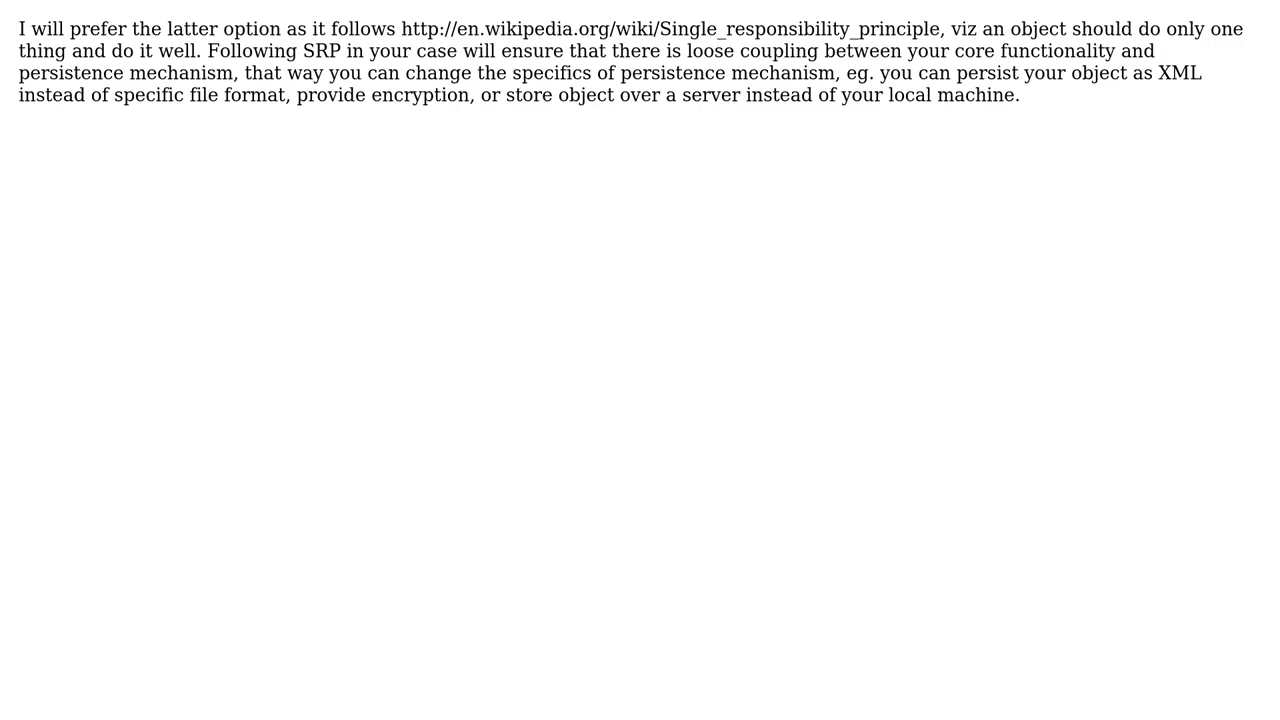 I will prefer the latter option as it follows http://en.wikipedia.org/wiki/Single_responsibility_principle, viz an object should do only one
thing and do it well. Following SRP in your case will ensure that there is loose coupling between your core functionality and
persistence mechanism, that way you can change the specifics of persistence mechanism, eg. you can persist your object as XML
instead of specific file format, provide encryption, or store object over a server instead of your local machine.